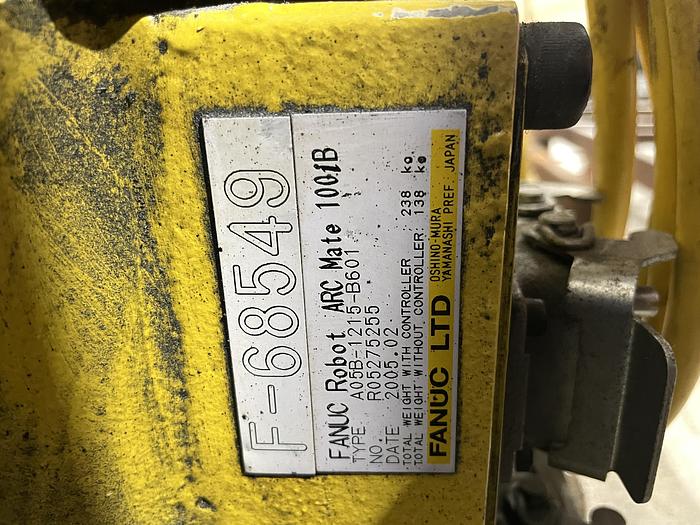 F-68549
FANUC Robot ARC Mate 100iB
TYPE A05B-1215-B601
NO. R05275255
DATE 2005.02
TOTAL WEIGHT WITH CONTROLLER 238 kg
TOTAL WEIGHT WITHOUT CONTROLLER 138 kg
FANUC LTD
OSHINO-MURA
YAMANASHI PREF. JAPAN